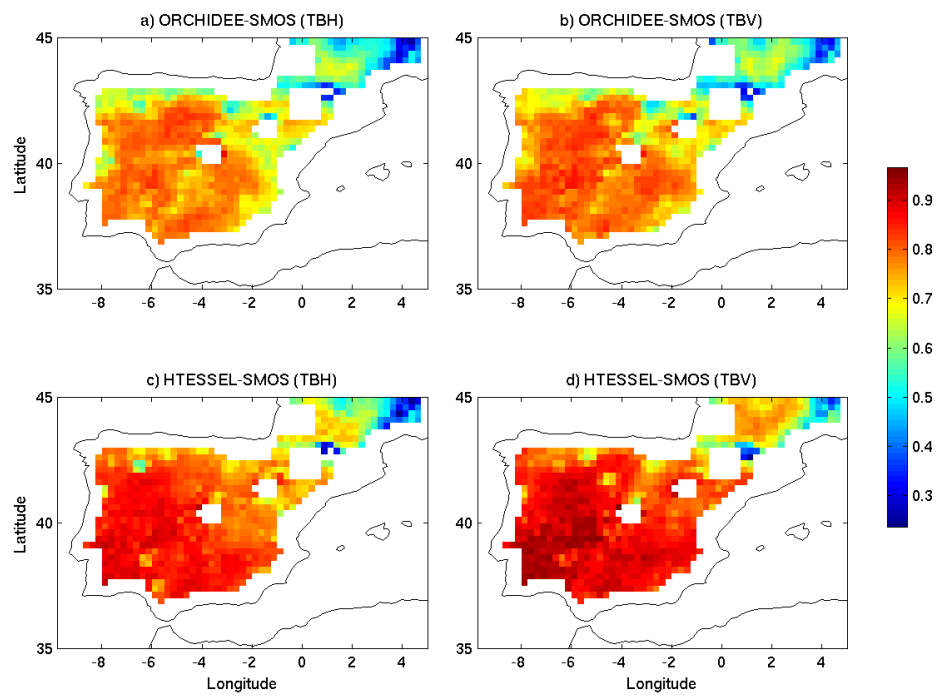 a) ORCHIDEE-SMOS (TBH)
b) ORCHIDEE-SMOS (TBV)
45
40
35
Latitude
-8 -6 -4 -2 0 2 4
45
40
35
-8 -6 -4 -2 0 2 4
c) HTESSEL-SMOS (TBH)
d) HTESSEL-SMOS (TBV)
45
40
35
Latitude
-8 -6 -4 -2 0 2 4
Longitude
45
40
35
-8 -6 -4 -2 0 2 4
Longitude
0.9
0.8
0.7
0.6
0.5
0.4
0.3